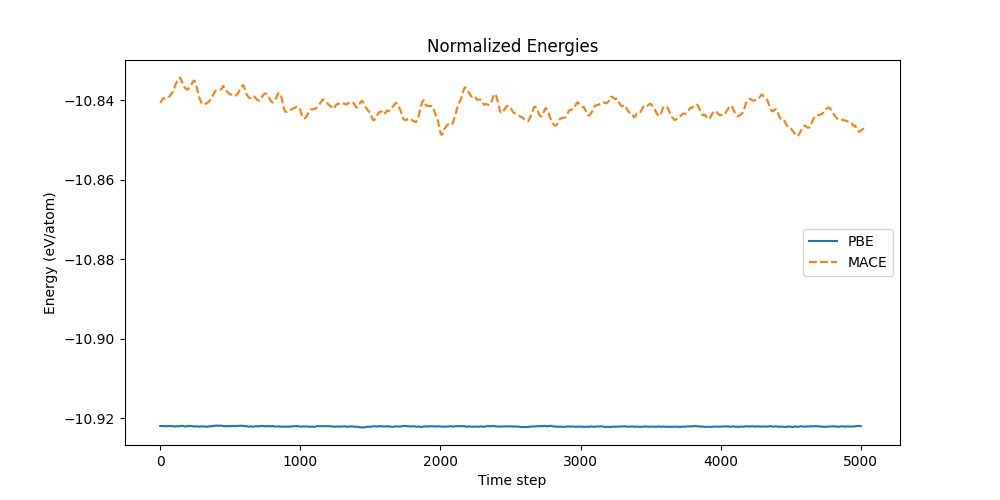 Normalized Energies
Energy (eV/atom)
−10.84
−10.86
−10.88
−10.90
−10.92
PBE
MACE
0
1000
2000
3000
4000
5000
Time step